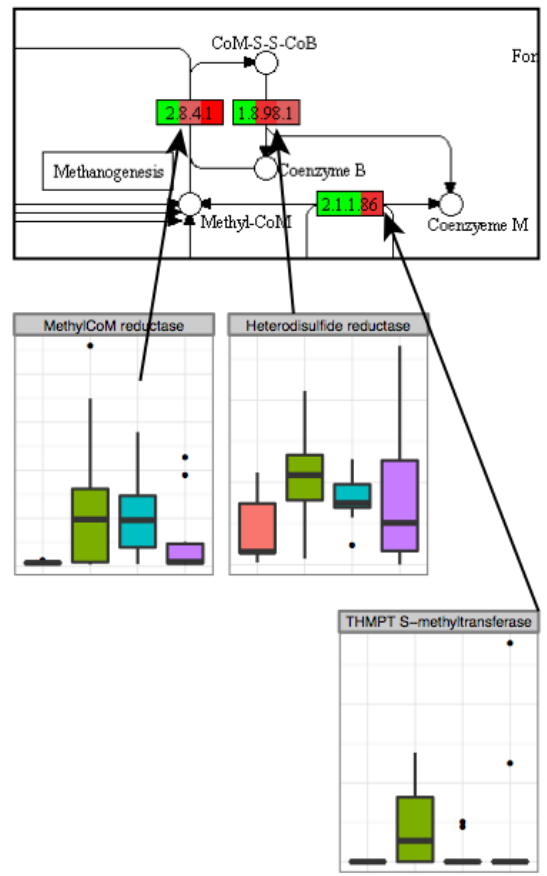 CoM-S-S-CoB
For
2.8.4.1
1.8.98.1
Methanogenesis
Coenzyme B
2.1.1.86
Methyl-CoM
Coenzyeme M
MethylCoM reductase
Heterodisulfide reductase
THMPT S−methyltransferase